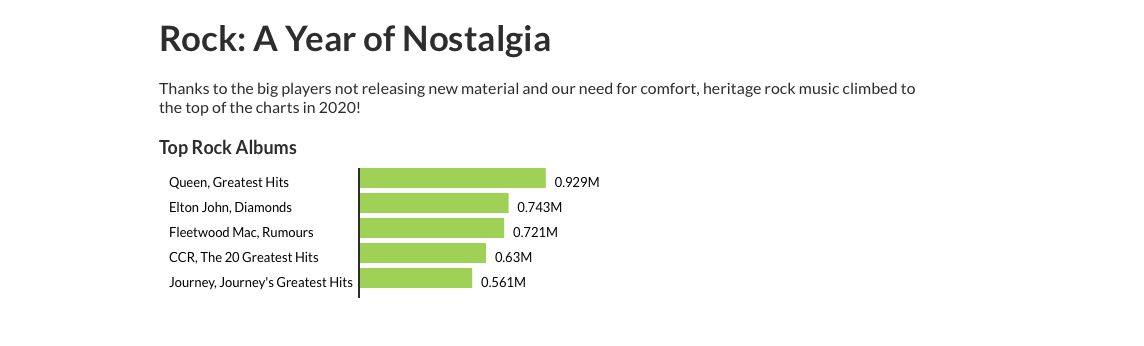 Rock: A Year of Nostalgia
Thanks to the big players not releasing new material and our need for comfort, heritage rock music climbed to
the top of the charts in 2020!
Top Rock Albums
Queen, Greatest Hits 0.929M
Elton John, Diamonds 0.743M
Fleetwood Mac, Rumours 0.721M
CCR, The 20 Greatest Hits 0.63M
Journey, Journey's Greatest Hits 0.561M